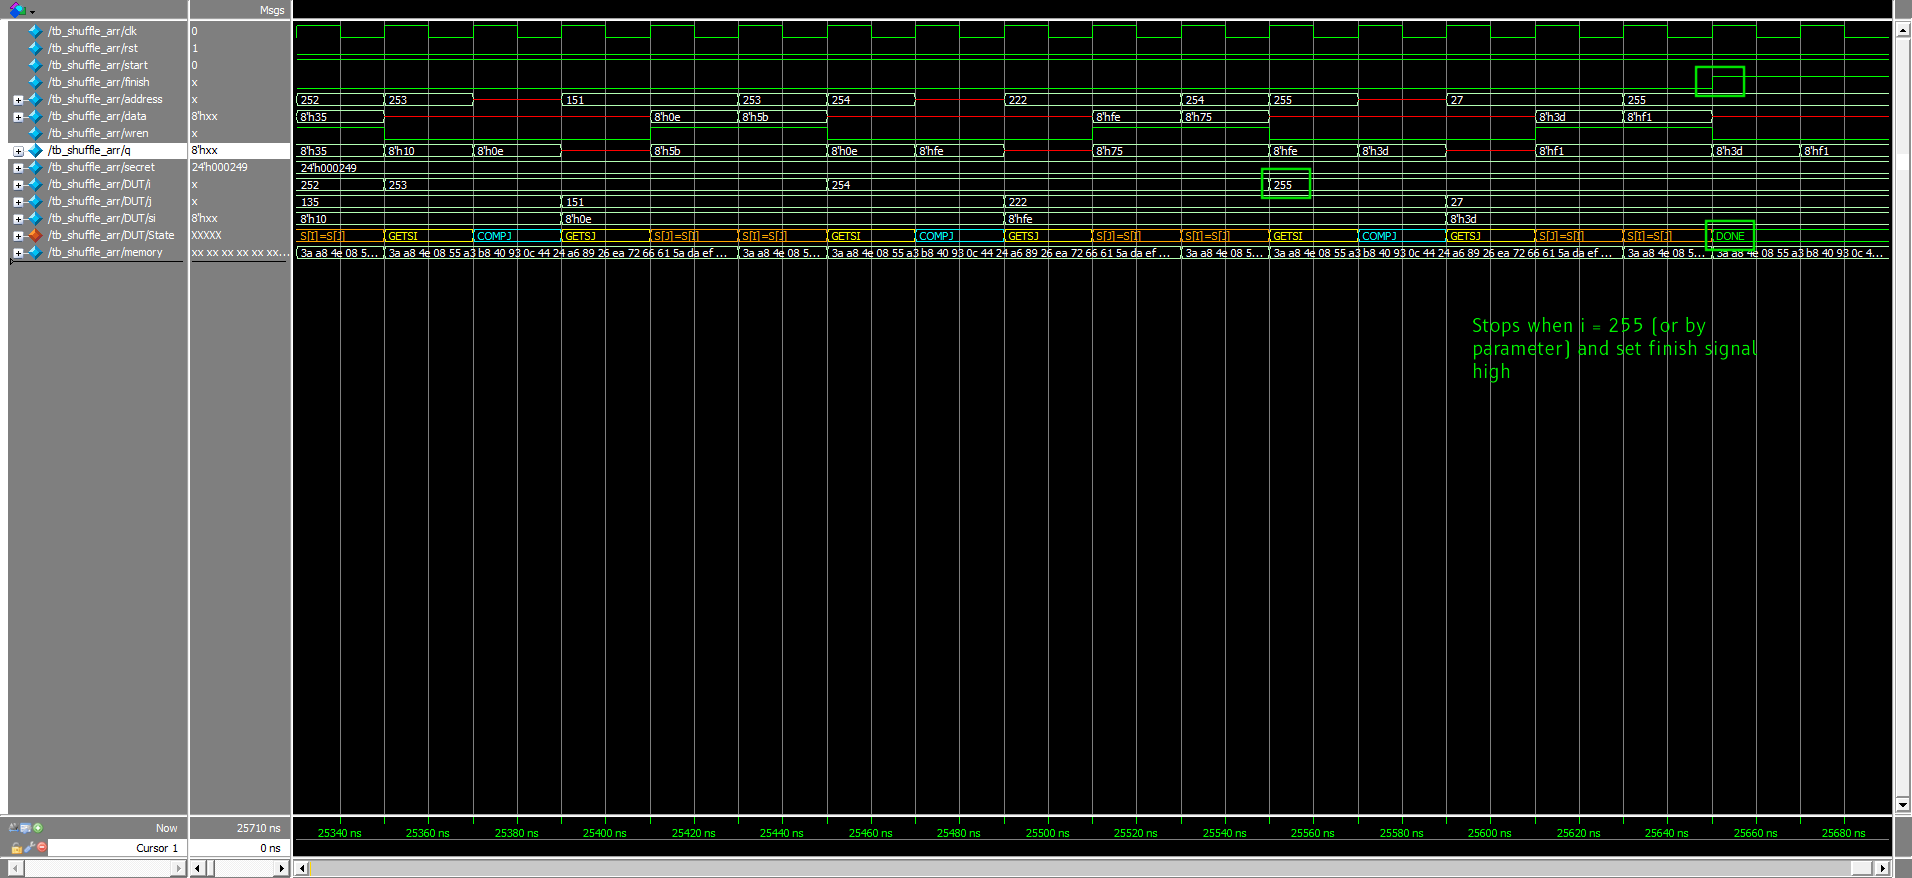 Msgs
/tb_shuffle_arr/clk 0
/tb_shuffle_arr/rst 1
/tb_shuffle_arr/start 0
/tb_shuffle_arr/finish x
/tb_shuffle_arr/address x 252 253 151 253 254 222 254 255 27 255
/tb_shuffle_arr/data 8'hxx 8'h35 8'h0e 8'h5b 8'hfe 8'h75 8'h3d 8'hf1
/tb_shuffle_arr/wren x
/tb_shuffle_arr/q 8'hxx 8'h35 8'h10 8'h0e 8'h5b 8'h0e 8'hfe 8'h75 8'hfe 8'h3d 8'hf1 8'h3d 8'hf1
/tb_shuffle_arr/secret 24'h000249 24'h000249
/tb_shuffle_arr/DUT/i x 252 253 254 255
/tb_shuffle_arr/DUT/j x 135 151 222 27
/tb_shuffle_arr/DUT/si 8'hxx 8'h10 8'h0e 8'hfe 8'h3d
/tb_shuffle_arr/DUT/State XXXXX S[I]=S[J] GETSI COMPJ GETSJ S[J]=S[I] S[I]=S[J] GETSI COMPJ GETSJ S[J]=S[I] S[I]=S[J] GETSI COMPJ GETSJ S[J]=S[I] S[I]=S[J] DONE
/tb_shuffle_arr/memory xx xx xx xx xx xx... 3a a8 4e 08 5... 3a a8 4e 08 55 a3 b8 40 93 0c 44 24 a6 89 26 ea 72 66 61 5a da ef ... 3a a8 4e 08 5... 3a a8 4e 08 55 a3 b8 40 93 0c 44 24 a6 89 26 ea 72 66 61 5a da ef ... 3a a8 4e 08 5... 3a a8 4e 08 55 a3 b8 40 93 0c 44 24 a6 89 26 ea 72 66 61 5a da ef ... 3a a8 4e 08 5... 3a a8 4e 08 55 a3 b8 40 93 0c 4...
Stops when i = 255 (or by
parameter) and set finish signal
high
Now 25710 ns 25340 ns 25360 ns 25380 ns 25400 ns 25420 ns 25440 ns 25460 ns 25480 ns 25500 ns 25520 ns 25540 ns 25560 ns 25580 ns 25600 ns 25620 ns 25640 ns 25660 ns 25680 ns
Cursor 1 0 ns